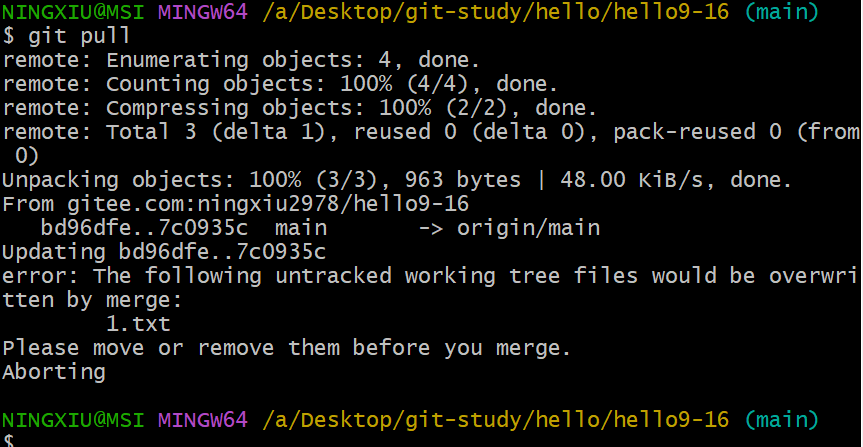 NINGXIU@MSI MINGW64 /a/Desktop/git-study/hello/hello9-16 (main)
$ git pull
remote: Enumerating objects: 4, done.
remote: Counting objects: 100% (4/4), done.
remote: Compressing objects: 100% (2/2), done.
remote: Total 3 (delta 1), reused 0 (delta 0), pack-reused 0 (from
 0)
Unpacking objects: 100% (3/3), 963 bytes | 48.00 KiB/s, done.
From gitee.com:ningxiu2978/hello9-16
   bd96dfe..7c0935c  main       -> origin/main
Updating bd96dfe..7c0935c
error: The following untracked working tree files would be overwri
tten by merge:
        1.txt
Please move or remove them before you merge.
Aborting
NINGXIU@MSI MINGW64 /a/Desktop/git-study/hello/hello9-16 (main)
$